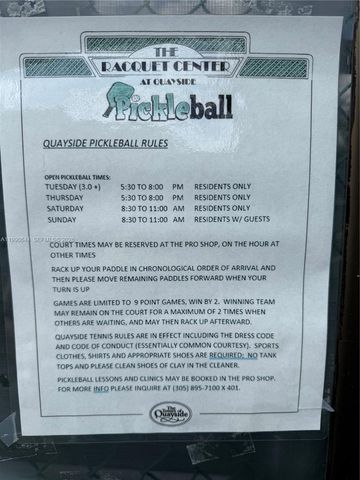 THE
RACQUET CENTER
AT QUAYSIDE
Pickleball
QUAYSIDE PICKLEBALL RULES
OPEN PICKLEBALL TIMES:
TUESDAY (3.0 +) 5:30 TO 8:00 PM RESIDENTS ONLY
THURSDAY 5:30 TO 8:00 PM RESIDENTS ONLY
SATURDAY 8:30 TO 11:00 AM RESIDENTS ONLY
SUNDAY 8:30 TO 11:00 AM RESIDENTS W/ GUESTS
COURT TIMES MAY BE RESERVED AT THE PRO SHOP, ON THE HOUR AT
OTHER TIMES
RACK UP YOUR PADDLE IN CHRONOLOGICAL ORDER OF ARRIVAL AND
THEN PLEASE MOVE REMAINING PADDLES FORWARD WHEN YOUR
TURN IS UP
GAMES ARE LIMITED TO 9 POINT GAMES, WIN BY 2. WINNING TEAM
MAY REMAIN ON THE COURT FOR A MAXIMUM OF 2 TIMES WHEN
OTHERS ARE WAITING, AND MAY THEN RACK UP AFTERWARD.
QUAYSIDE TENNIS RULES ARE IN EFFECT INCLUDING THE DRESS CODE
AND CODE OF CONDUCT (ESSENTIALLY COMMON COURTESY). SPORTS
CLOTHES, SHIRTS AND APPROPRIATE SHOES ARE REQUIRED; NO TANK
TOPS AND PLEASE CLEAN SHOES OF CLAY IN THE CLEANER.
PICKLEBALL LESSONS AND CLINICS MAY BE BOOKED IN THE PRO SHOP.
FOR MORE INFO PLEASE INQUIRE AT (305) 895-7100 X 401.
The
Quayside